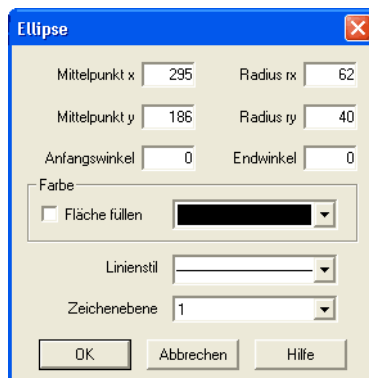 Ellipse
Mittelpunkt x 295 Radius rx 62
Mittelpunkt y 186 Radius ry 40
Anfangswinkel 0 Endwinkel 0
Farbe
Fläche füllen
Linienstil
Zeichenebene 1
OK Abbrechen Hilfe